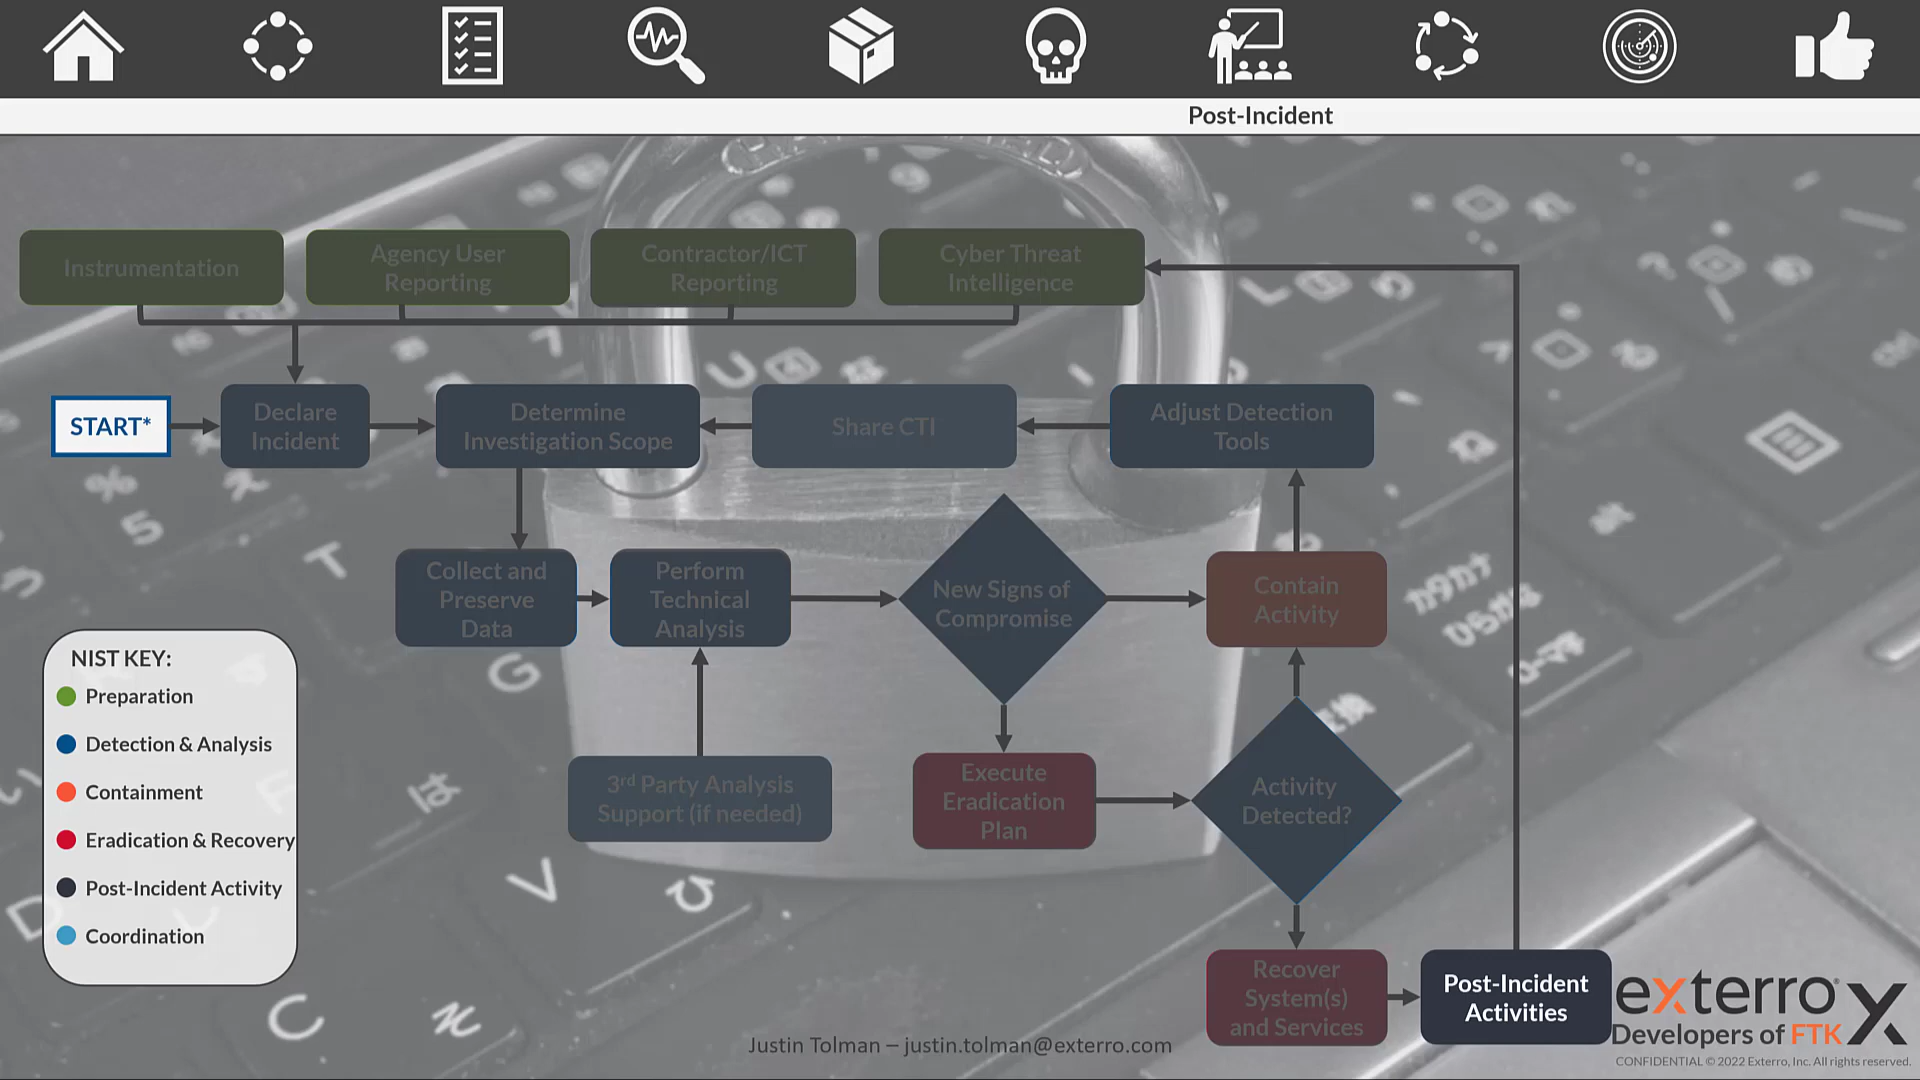 Post-Incident
Instrumentation
Agency User
Reporting
Contractor/ICT
Reporting
Cyber Threat
Intelligence
START*
Declare
Incident
Determine
Investigation Scope
Share CTI
Adjust Detection
Tools
Collect and
Preserve
Data
Perform
Technical
Analysis
New Signs of
Compromise
Contain
Activity
NIST KEY:
Preparation
Detection & Analysis
Containment
Eradication & Recovery
Post-Incident Activity
Coordination
3rd Party Analysis
Support (if needed)
Execute
Eradication
Plan
Activity
Detected?
Recover
System(s)
and Services
Post-Incident
Activities
exterro
Developers of FTK
Justin Tolman – justin.tolman@exterro.com
CONFIDENTIAL © 2022 Exterro, Inc. All rights reserved.